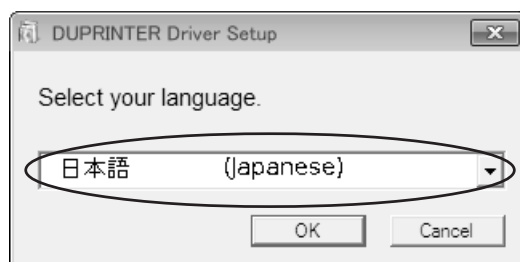 DUPRINTER Driver Setup
Select your language.
日本語 (Japanese)
OK Cancel